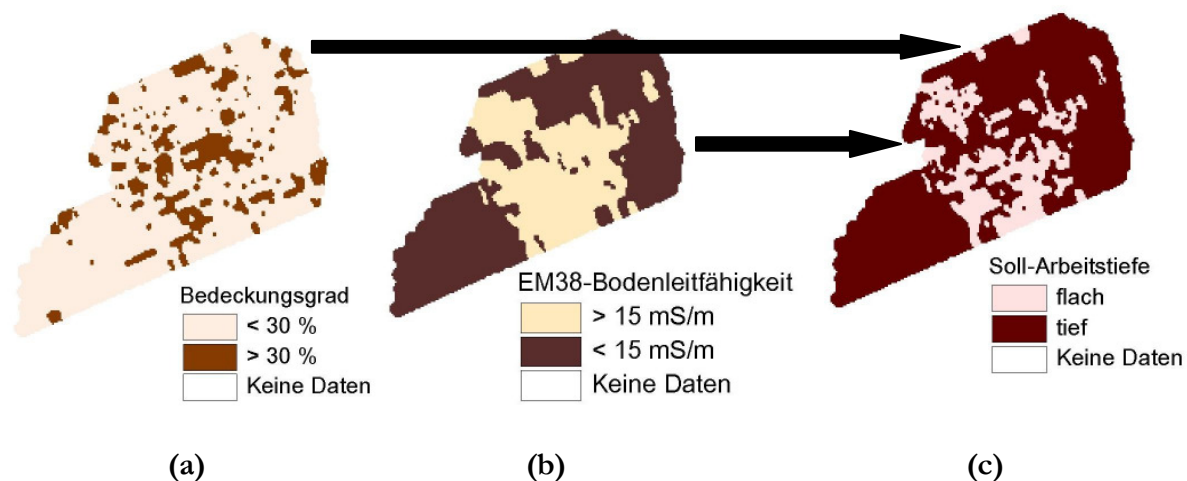 Bedeckungsgrad
< 30 %
> 30 %
Keine Daten
EM38-Bodenleitfähigkeit
> 15 mS/m
< 15 mS/m
Keine Daten
Soll-Arbeitstiefe
flach
tief
Keine Daten
(a)
(b)
(c)